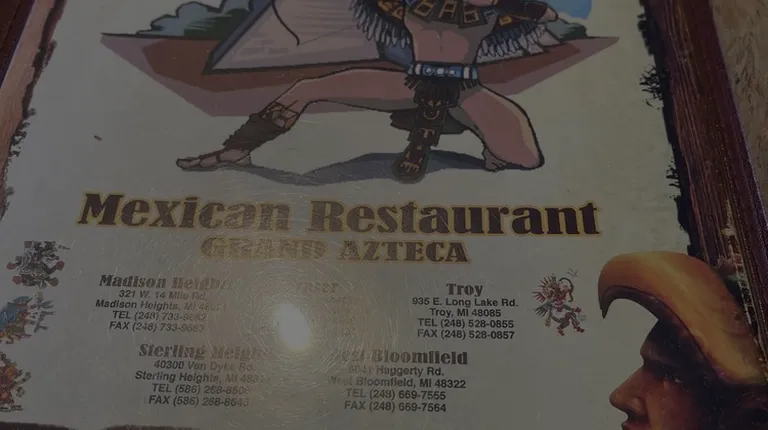 Mexican Restaurant
GRAND AZTECA
Madison Heights
321 W. 14 Mile Rd.
Madison Heights, MI
TEL (248) 733-
FAX (248) 733-
Troy
935 E. Long Lake Rd.
Troy, MI 48085
TEL (248) 528-0855
FAX (248) 528-0857
Sterling Heigh
40300 Van Dyke Rd.
Sterling Heights, MI
TEL (586) 268-
FAX (586) 268-
West Bloomfield
Haggerty Rd.
West Bloomfield, MI 48322
TEL (248) 669-7555
FAX (248) 669-7564